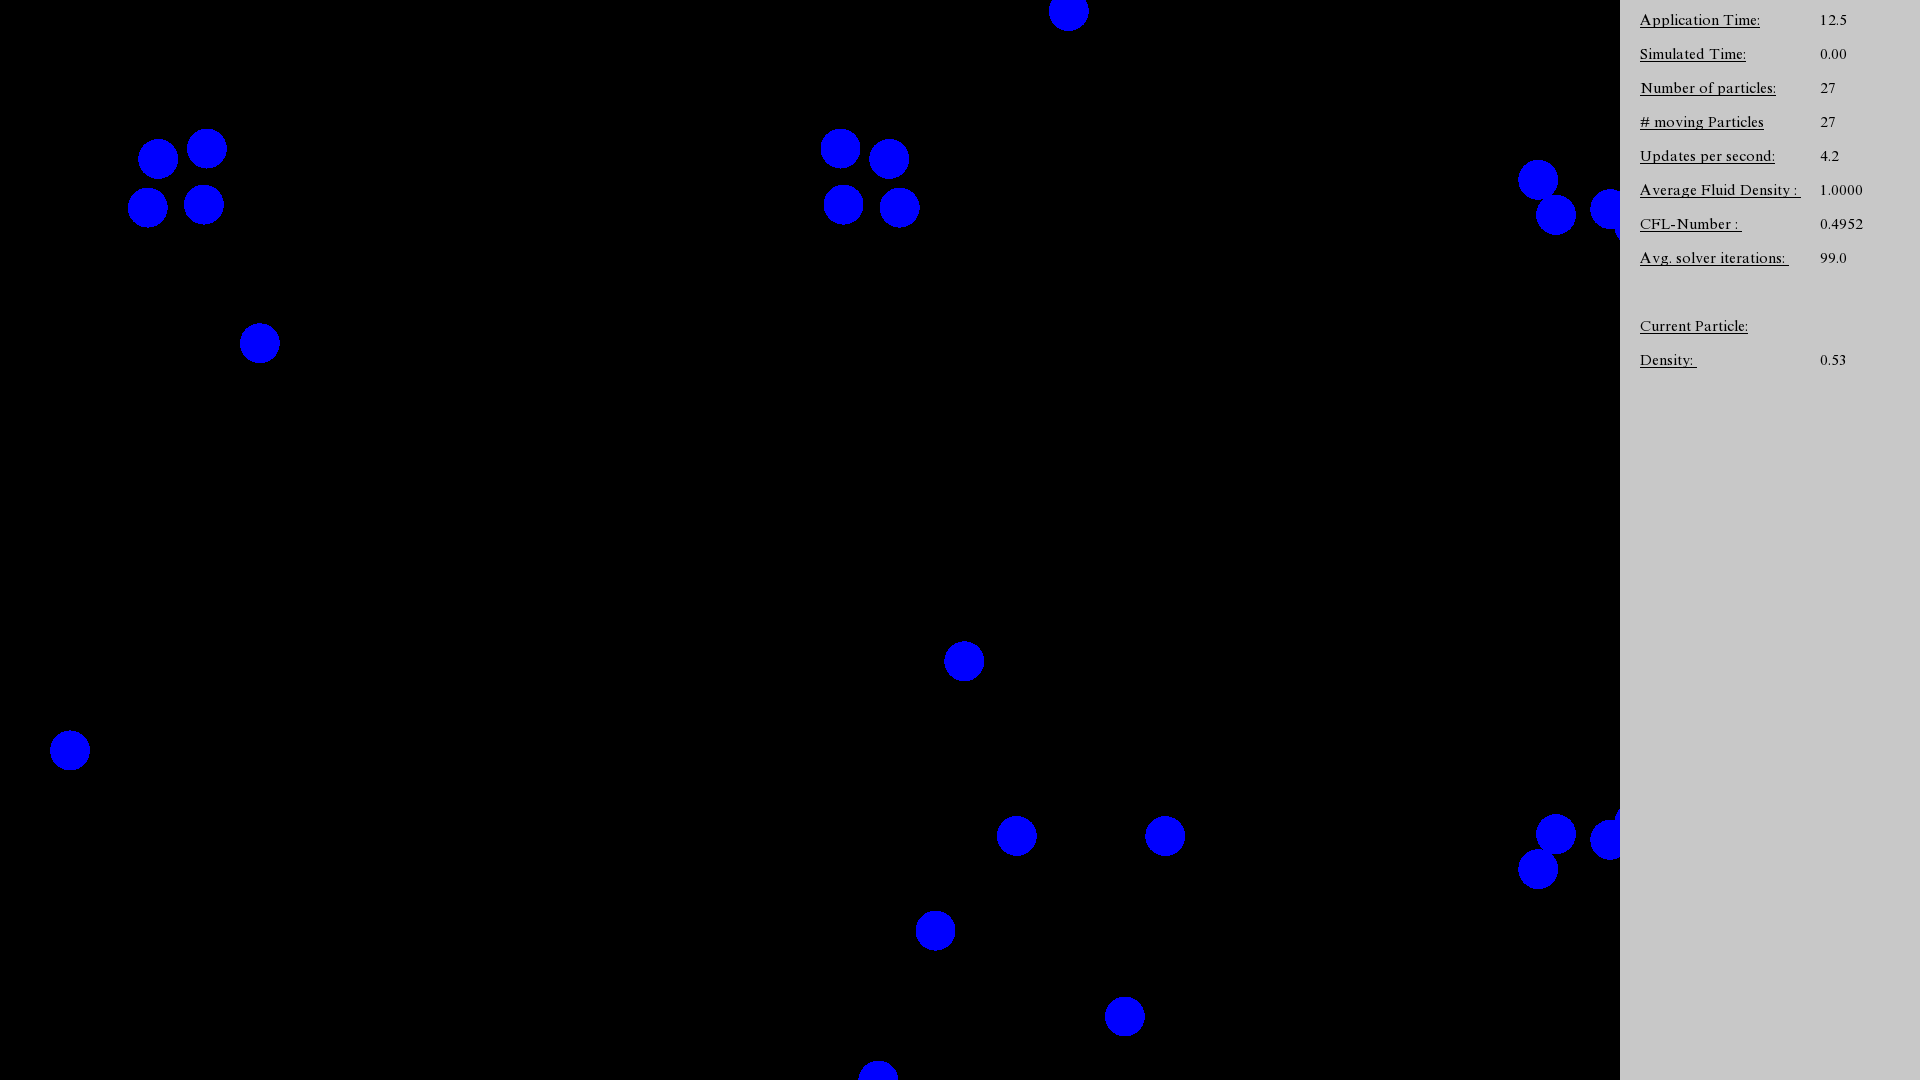 Application Time: 12.5
Simulated Time: 0.00
Number of particles: 27
# moving Particles 27
Updates per second: 4.2
Average Fluid Density : 1.0000
CFL-Number : 0.4952
Avg. solver iterations: 99.0
Current Particle:
Density: 0.53